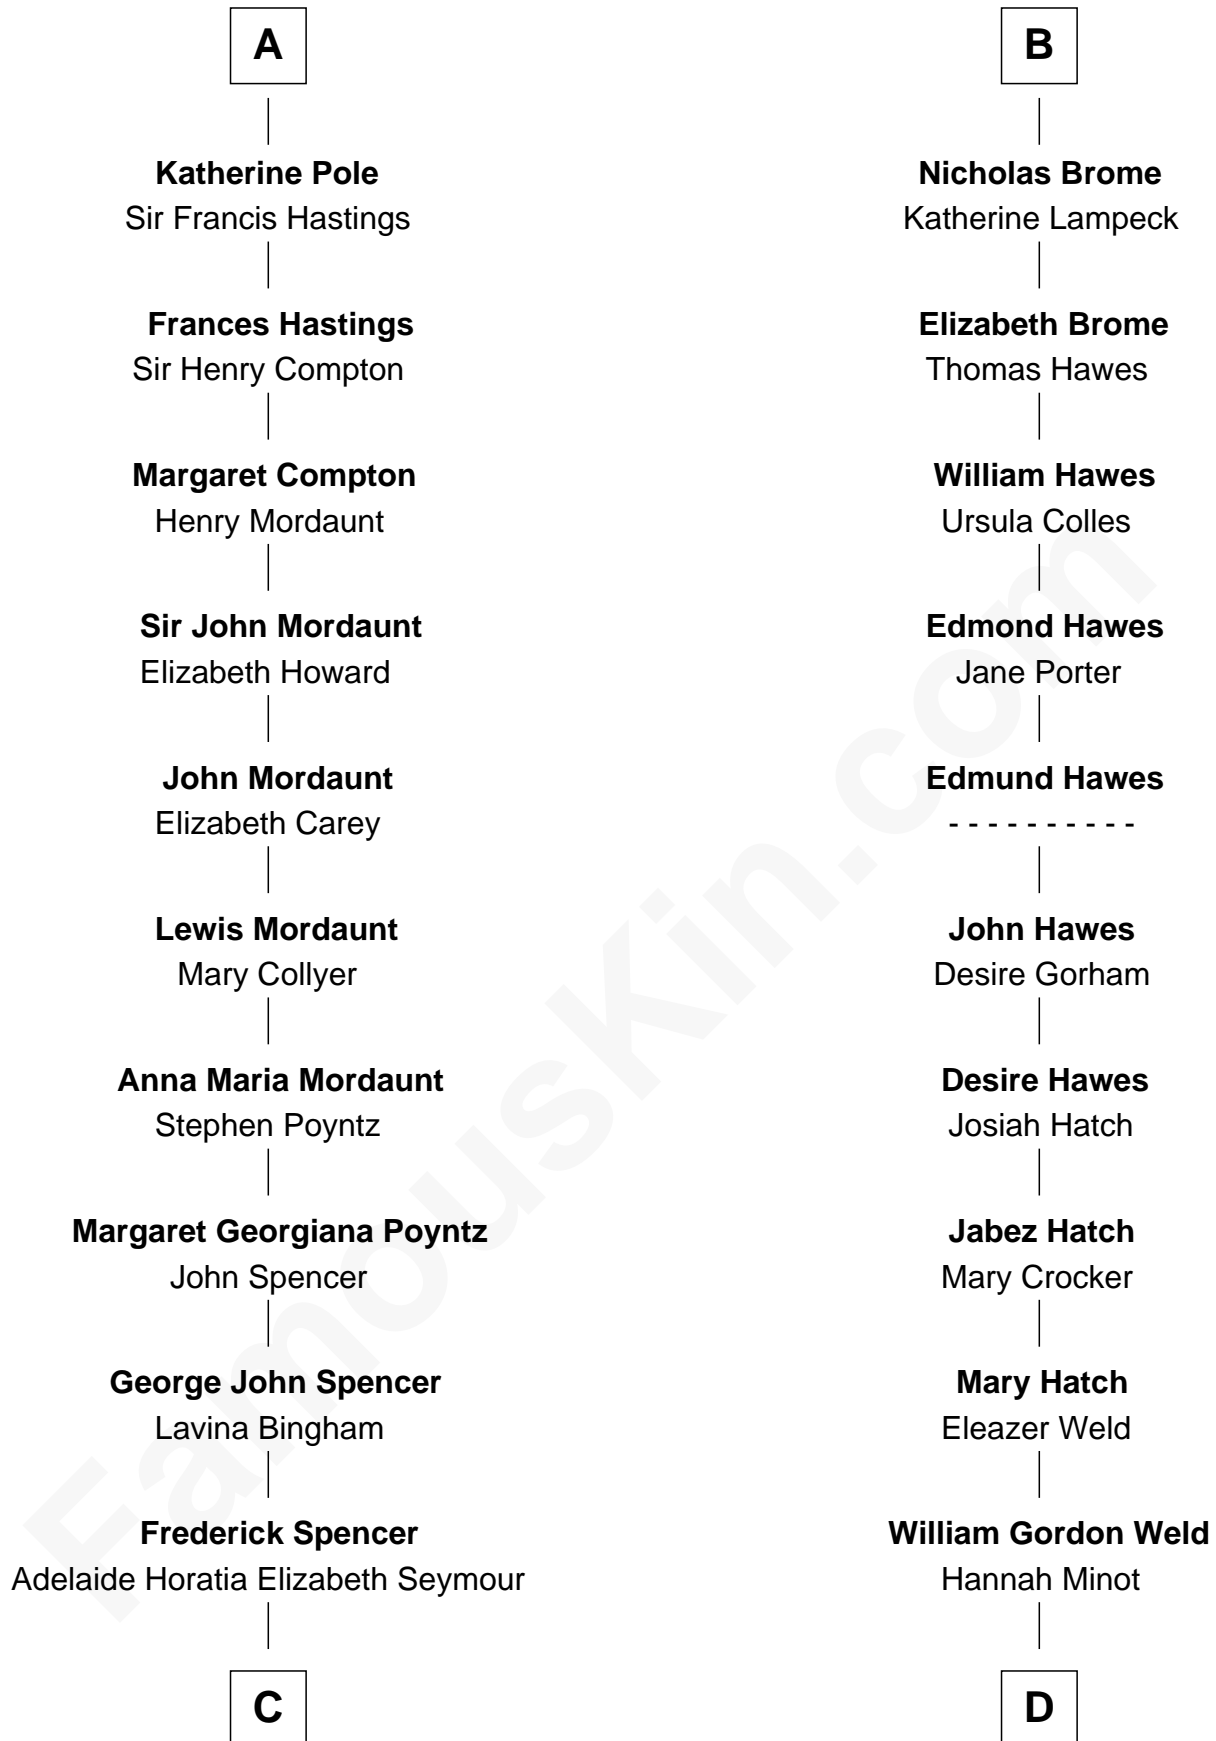 A
Katherine Pole
Sir Francis Hastings
Frances Hastings
Sir Henry Compton
Margaret Compton
Henry Mordaunt
Sir John Mordaunt
Elizabeth Howard
John Mordaunt
Elizabeth Carey
Lewis Mordaunt
Mary Collyer
Anna Maria Mordaunt
Stephen Poyntz
Margaret Georgiana Poyntz
John Spencer
George John Spencer
Lavina Bingham
Frederick Spencer
Adelaide Horatia Elizabeth Seymour
C
B
Nicholas Brome
Katherine Lampeck
Elizabeth Brome
Thomas Hawes
William Hawes
Ursula Colles
Edmond Hawes
Jane Porter
Edmund Hawes
- - - - - - - - - -
John Hawes
Desire Gorham
Desire Hawes
Josiah Hatch
Jabez Hatch
Mary Crocker
Mary Hatch
Eleazer Weld
William Gordon Weld
Hannah Minot
D
FamousKin.com